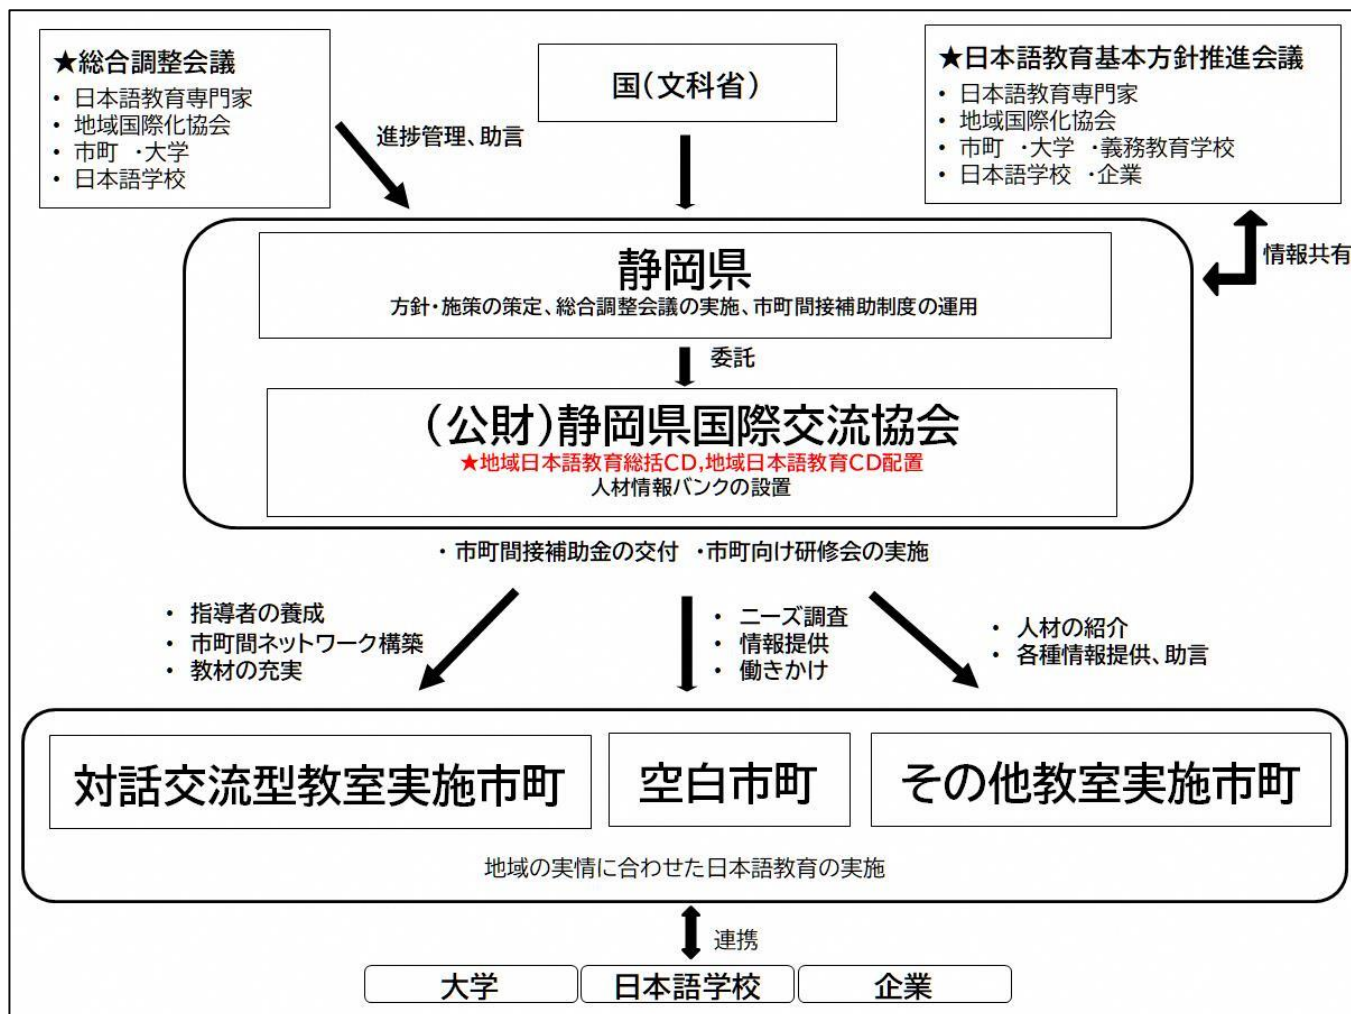 ★総合調整会議
・ 日本語教育専門家
・ 地域国際化協会
・ 市町 ・大学
・ 日本語学校
進捗管理、助言
国（文科省）
★日本語教育基本方針推進会議
・ 日本語教育専門家
・ 地域国際化協会
・ 市町 ・大学 ・義務教育学校
・ 日本語学校 ・企業
情報共有
静岡県
方針・施策の策定、総合調整会議の実施、市町間接補助制度の運用
委託
（公財）静岡県国際交流協会
★地域日本語教育総括CD,地域日本語教育CD配置
人材情報バンクの設置
・ 市町間接補助金の交付 ・市町向け研修会の実施
・ 指導者の養成
・ 市町間ネットワーク構築
・ 教材の充実
・ ニーズ調査
・ 情報提供
・ 働きかけ
・ 人材の紹介
・ 各種情報提供、助言
対話交流型教室実施市町
空白市町
その他教室実施市町
地域の実情に合わせた日本語教育の実施
連携
大学
日本語学校
企業